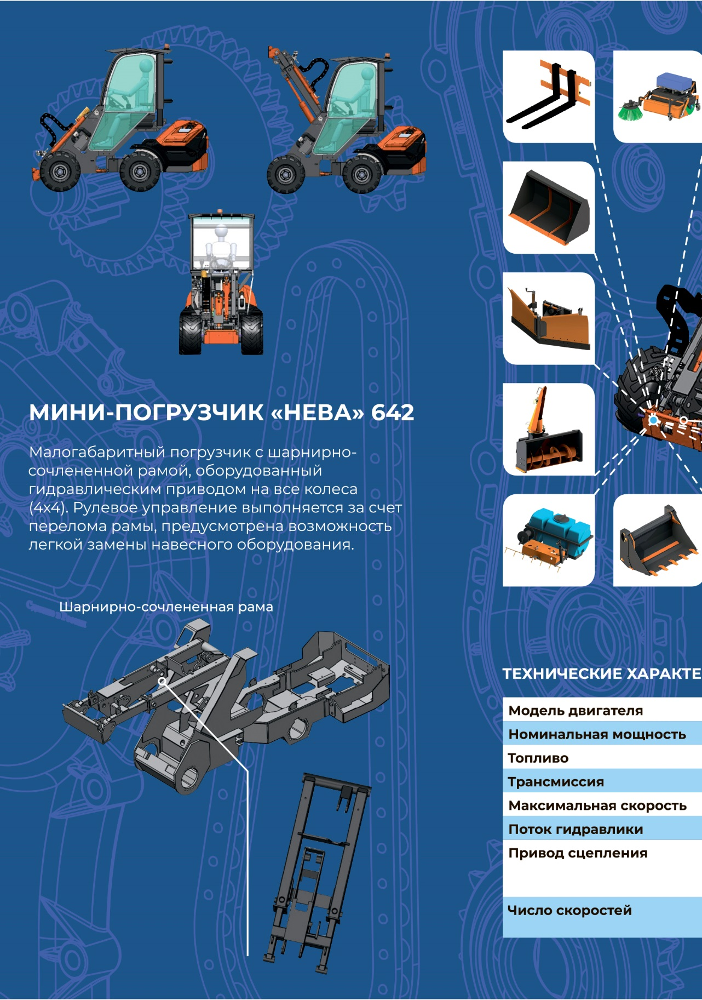 МИНИ-ПОГРУЗЧИК «НЕВА» 642
Малогабаритный погрузчик с шарнирно-
сочлененной рамой, оборудованный
гидравлическим приводом на все колеса
(4х4). Рулевое управление выполняется за счет
перелома рамы, предусмотрена возможность
легкой замены навесного оборудования.
Шарнирно-сочлененная рама
ТЕХНИЧЕСКИЕ ХАРАКТЕ
Модель двигателя
Номинальная мощность
Топливо
Трансмиссия
Максимальная скорость
Поток гидравлики
Привод сцепления
Число скоростей